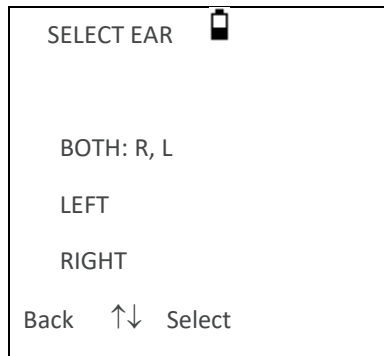 SELECT EAR
BOTH: R, L
LEFT
RIGHT
Back ↑↓ Select